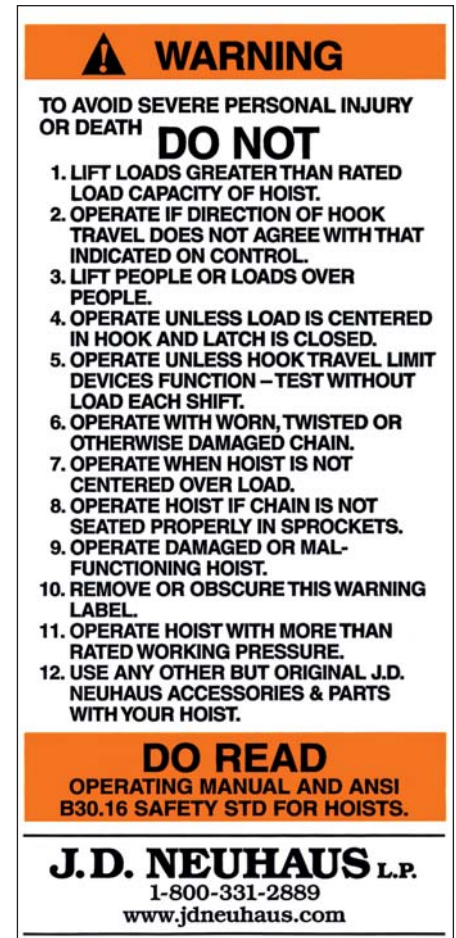 WARNING
TO AVOID SEVERE PERSONAL INJURY
OR DEATH DO NOT
1. LIFT LOADS GREATER THAN RATED
LOAD CAPACITY OF HOIST.
2. OPERATE IF DIRECTION OF HOOK
TRAVEL DOES NOT AGREE WITH THAT
INDICATED ON CONTROL.
3. LIFT PEOPLE OR LOADS OVER
PEOPLE.
4. OPERATE UNLESS LOAD IS CENTERED
IN HOOK AND LATCH IS CLOSED.
5. OPERATE UNLESS HOOK TRAVEL LIMIT
DEVICES FUNCTION – TEST WITHOUT
LOAD EACH SHIFT.
6. OPERATE WITH WORN, TWISTED OR
OTHERWISE DAMAGED CHAIN.
7. OPERATE WHEN HOIST IS NOT
CENTERED OVER LOAD.
8. OPERATE HOIST IF CHAIN IS NOT
SEATED PROPERLY IN SPROCKETS.
9. OPERATE DAMAGED OR MAL-
FUNCTIONING HOIST.
10. REMOVE OR OBSCURE THIS WARNING
LABEL.
11. OPERATE HOIST WITH MORE THAN
RATED WORKING PRESSURE.
12. USE ANY OTHER BUT ORIGINAL J.D.
NEUHAUS ACCESSORIES & PARTS
WITH YOUR HOIST.
DO READ
OPERATING MANUAL AND ANSI
B30.16 SAFETY STD FOR HOISTS.
J.D. NEUHAUS L.P.
1-800-331-2889
www.jdneuhaus.com